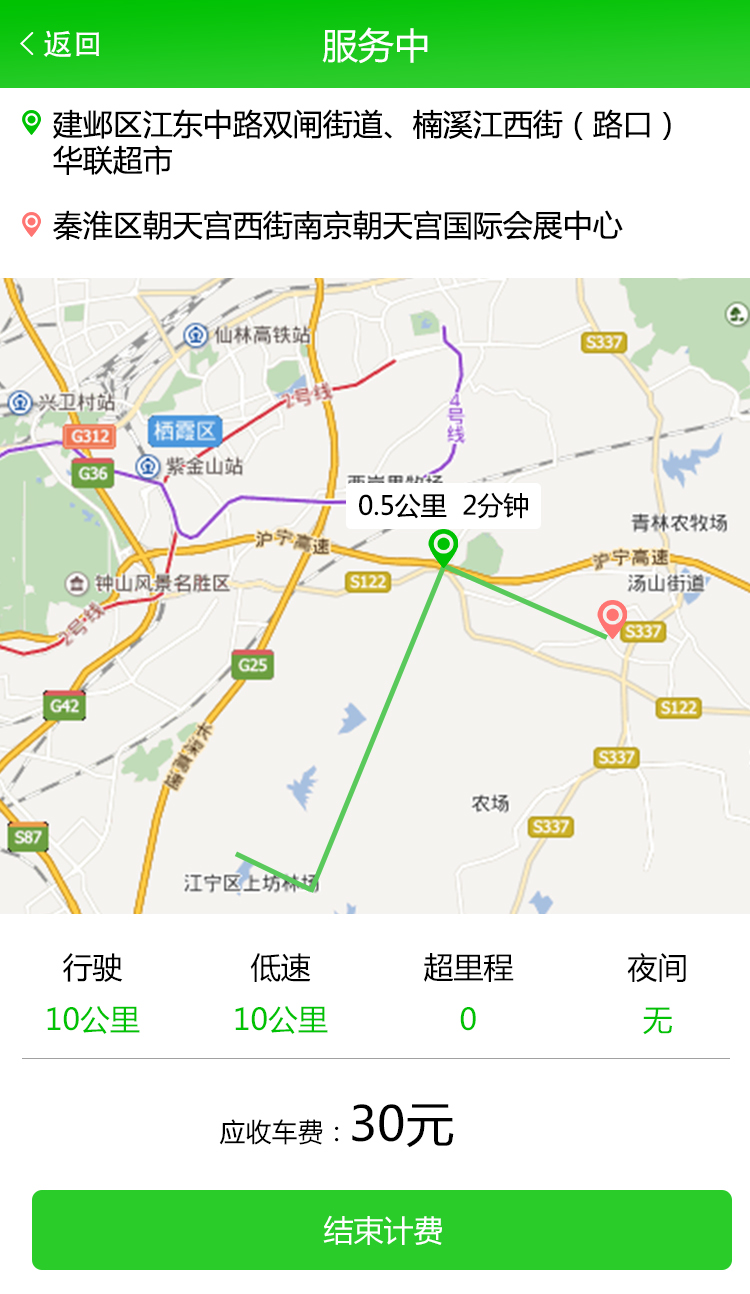 返回
服务中
建邺区江东中路双闸街道、楠溪江西街（路口）
华联超市
秦淮区朝天宫西街南京朝天宫国际会展中心
仙林高铁站
S337
兴卫村站
2号线
4号线
G312
栖霞区
G36
紫金山站
0.5公里 2分钟
青林农牧场
沪宁高速
沪宁高速
钟山风景名胜区
S122
汤山街道
2号线
S337
G25
G42
S122
长深高速
S337
农场
S87
S337
江宁区上坊林场
行驶
低速
超里程
夜间
10公里
10公里
0
无
应收车费：30元
结束计费